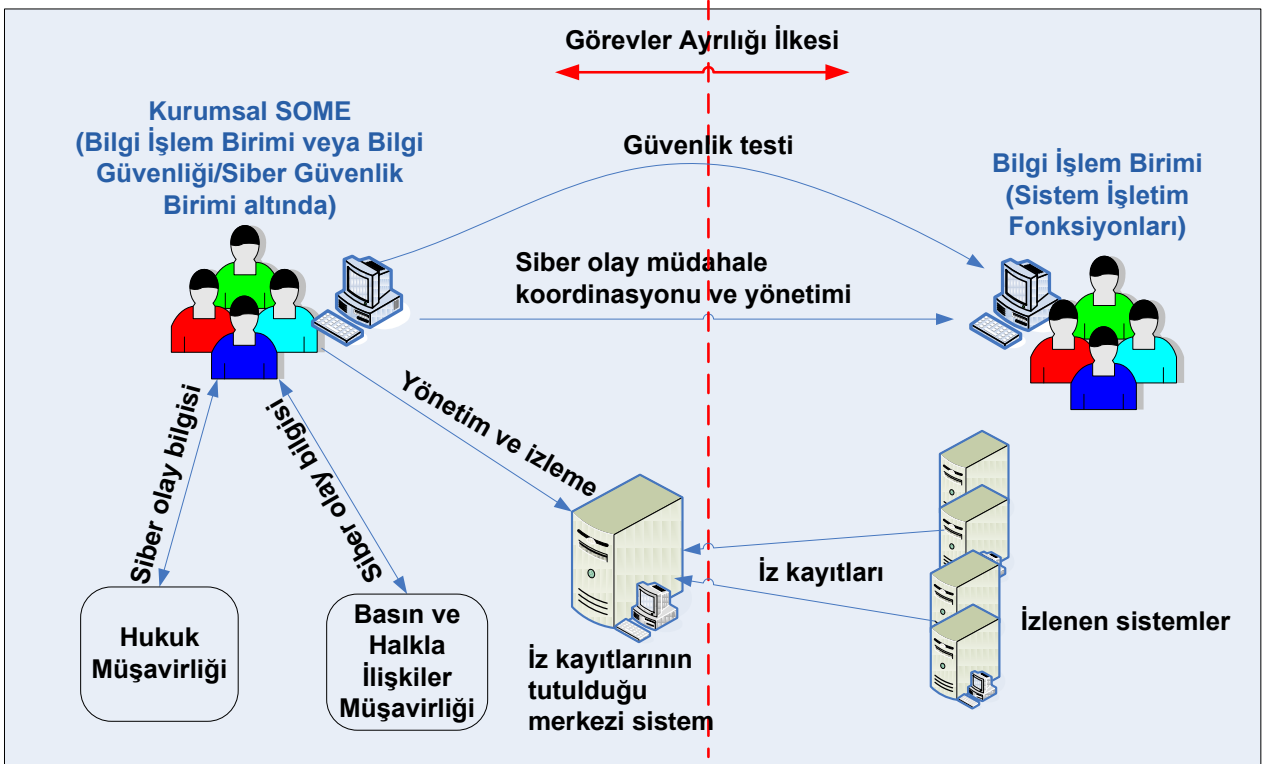 Görevler Ayrılığı İlkesi
Kurumsal SOME
(Bilgi İşlem Birimi veya Bilgi
Güvenliği/Siber Güvenlik
Birimi altında)
Güvenlik testi
Bilgi İşlem Birimi
(Sistem İşletim
Fonksiyonları)
Siber olay müdahale
koordinasyonu ve yönetimi
Siber olay bilgisi
Siber olay bilgisi
Yönetim ve izleme
İz kayıtları
İzlenen sistemler
Hukuk
Müşavirliği
Basın ve
Halkla
İlişkiler
Müşavirliği
İz kayıtlarının
tutulduğu
merkezi sistem